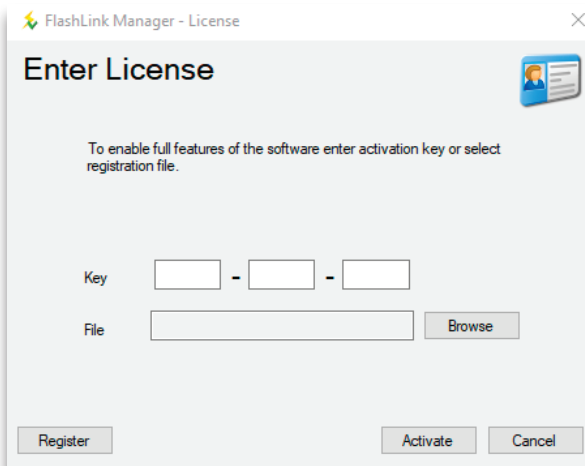 FlashLink Manager - License
Enter License
To enable full features of the software enter activation key or select
registration file.
Key - -
File Browse
Register Activate Cancel